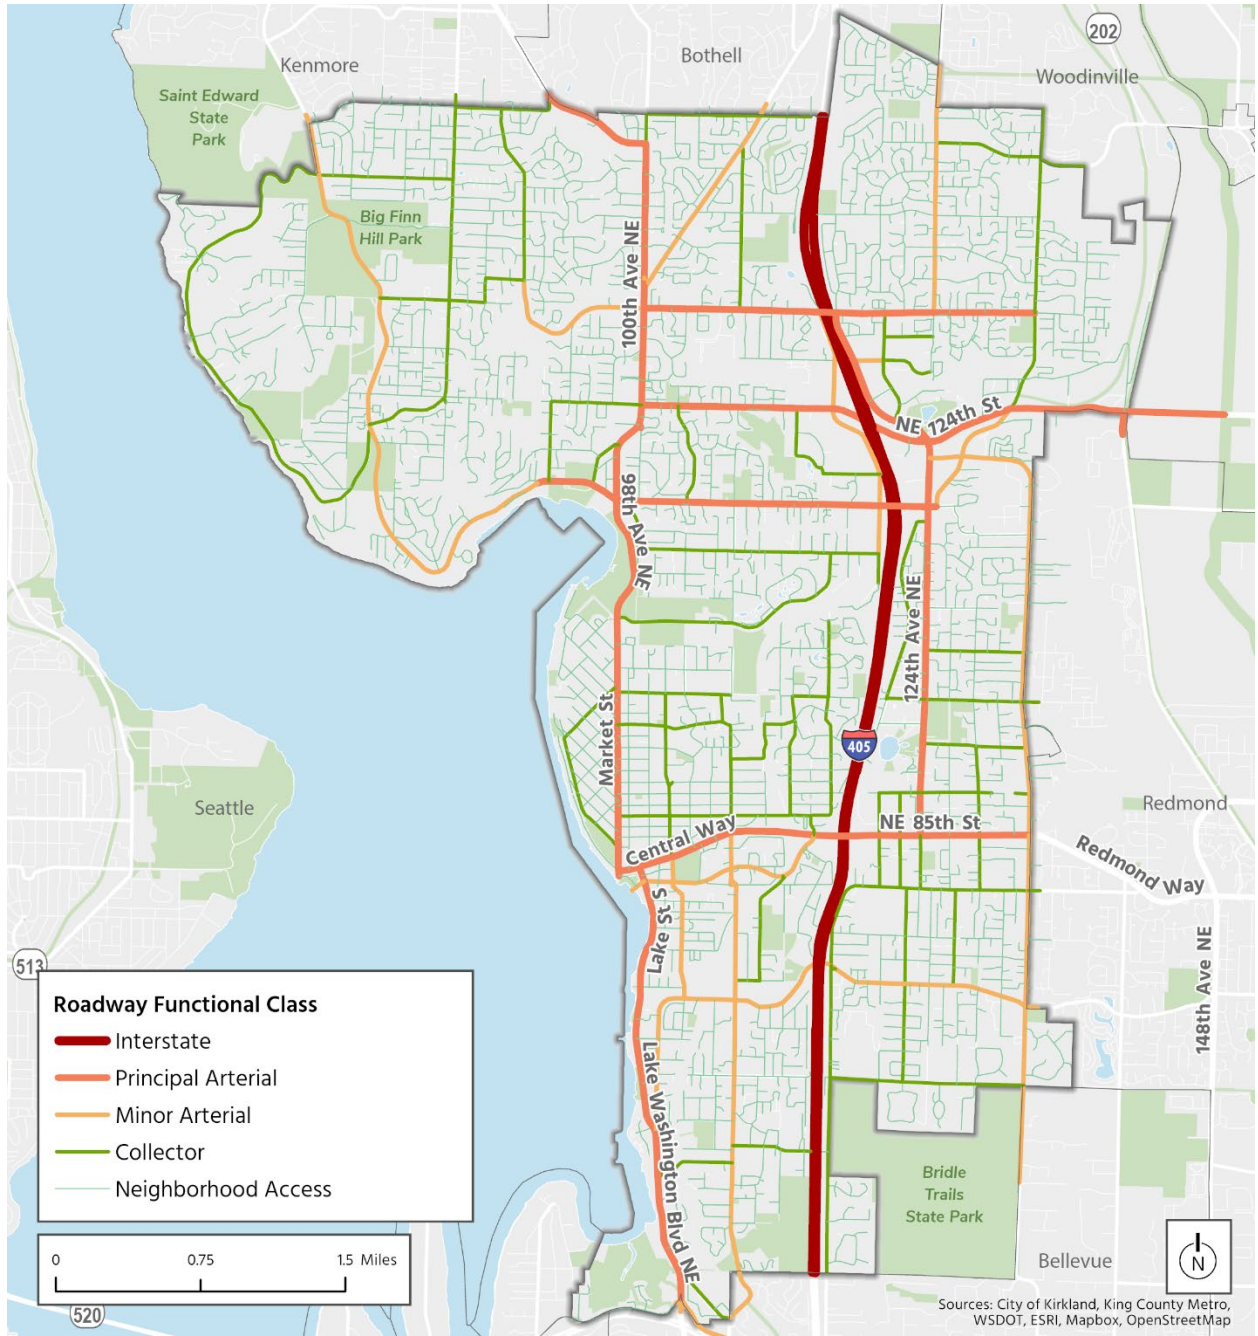 202
Bothell
Kenmore
Woodinville
Saint Edward
State
Park
Big Finn
Hill Park
100th Ave NE
NE 124th St
98th Ave NE
124th Ave NE
Market St
405
Seattle
Redmond
NE 85th St
Central Way
Redmond Way
Lake St S
148th Ave NE
513
Roadway Functional Class
Interstate
Principal Arterial
Minor Arterial
Collector
Neighborhood Access
Lake Washington Blvd NE
Bridle
Trails
State Park
0 0.75 1.5 Miles
Bellevue
N
520
Sources: City of Kirkland, King County Metro,
WSDOT, ESRI, Mapbox, OpenStreetMap